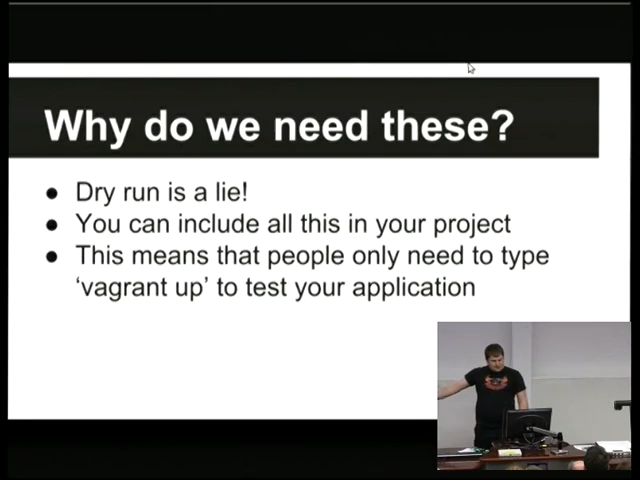 Why do we need these?
● Dry run is a lie!
● You can include all this in your project
● This means that people only need to type
‘vagrant up’ to test your application